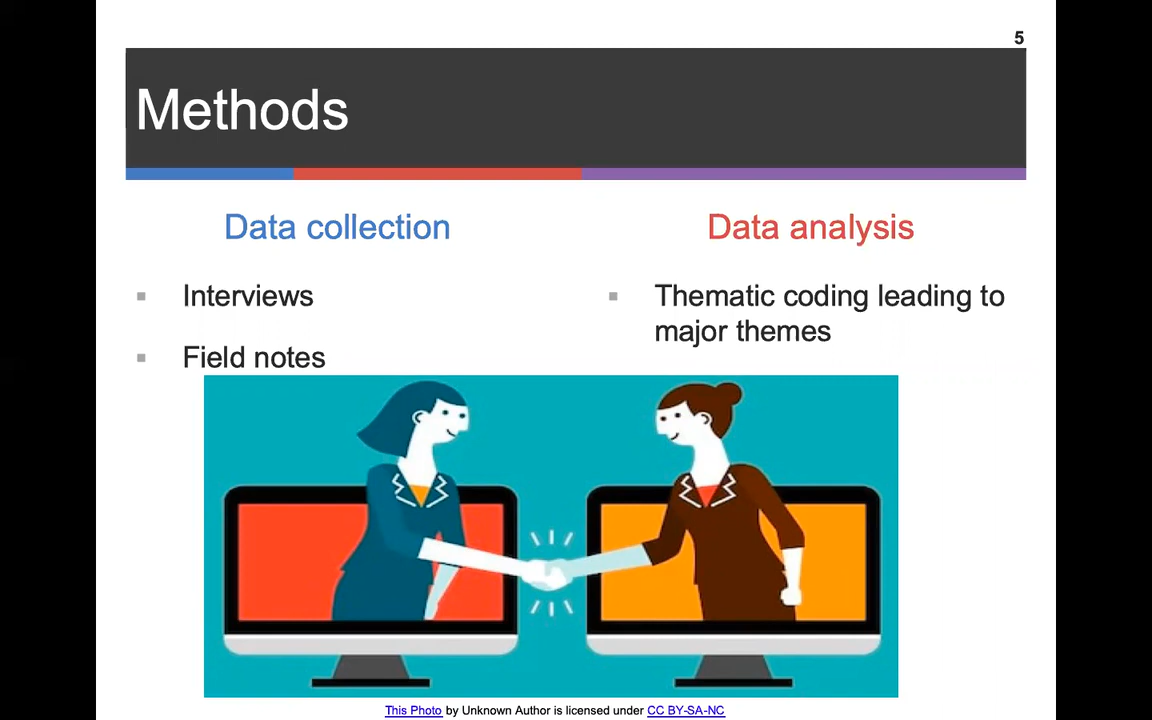 5
Methods
Data collection
Interviews
Field notes
Data analysis
Thematic coding leading to
major themes
This Photo by Unknown Author is licensed under CC BY-SA-NC